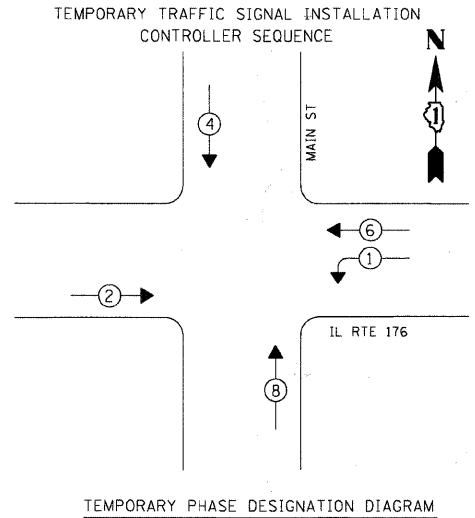 TEMPORARY TRAFFIC SIGNAL INSTALLATION
CONTROLLER SEQUENCE
N
4
MAIN ST
1
6
1
2
IL RTE 176
8
TEMPORARY PHASE DESIGNATION DIAGRAM